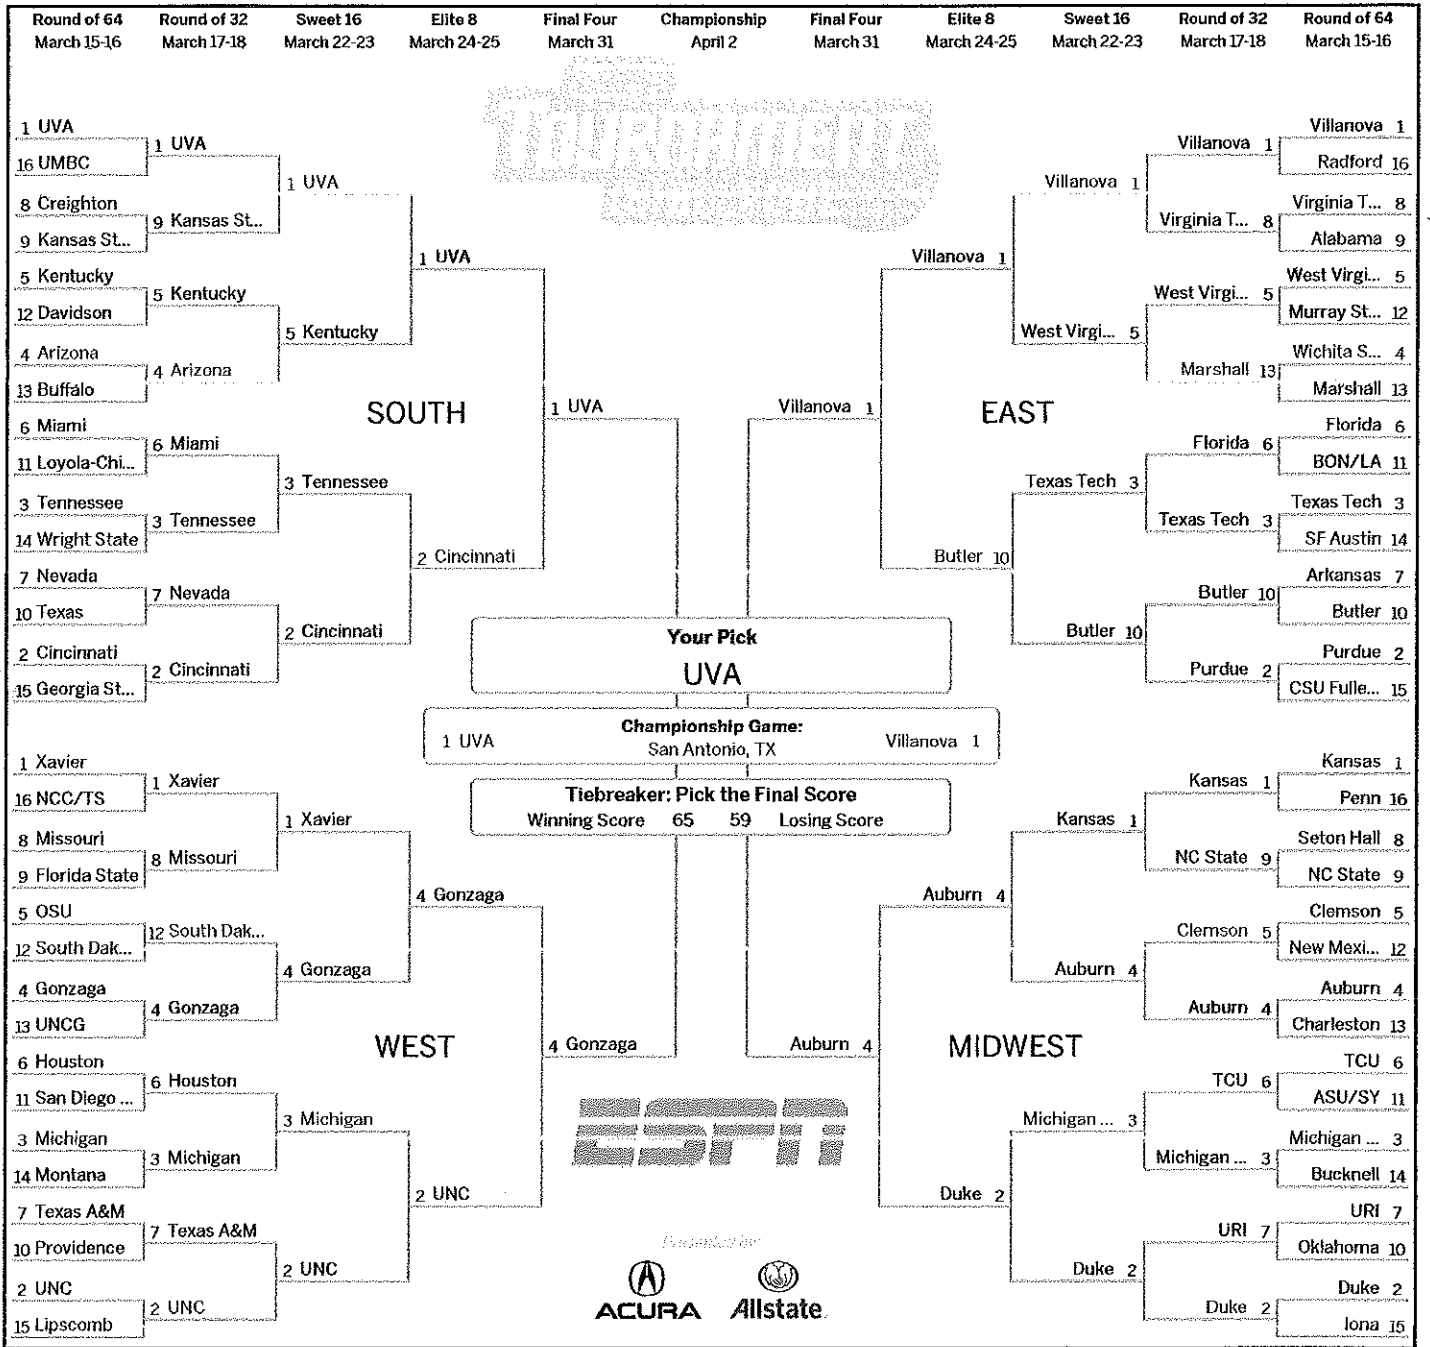 Round of 64 Round of 32 Sweet 16 Elite 8 Final Four Championship Final Four Elite 8 Sweet 16 Round of 32 Round of 64
March 15-16 March 17-18 March 22-23 March 24-25 March 31 April 2 March 31 March 24-25 March 22-23 March 17-18 March 15-16
TOURNAMENT
1 UVA
16 UMBC
8 Creighton
9 Kansas St...
5 Kentucky
12 Davidson
4 Arizona
13 Buffalo
6 Miami
11 Loyola-Chi...
3 Tennessee
14 Wright State
7 Nevada
10 Texas
2 Cincinnati
15 Georgia St...
1 UVA
9 Kansas St...
5 Kentucky
4 Arizona
6 Miami
3 Tennessee
7 Nevada
2 Cincinnati
1 UVA
5 Kentucky
3 Tennessee
2 Cincinnati
1 UVA
2 Cincinnati
SOUTH
1 UVA
Villanova 1
EAST
Villanova 1
Butler 10
Villanova 1
West Virgi... 5
Texas Tech 3
Butler 10
Villanova 1
Virginia T... 8
West Virgi... 5
Marshall 13
Florida 6
Texas Tech 3
Butler 10
Purdue 2
Villanova 1
Radford 16
Virginia T... 8
Alabama 9
West Virgi... 5
Murray St... 12
Wichita S... 4
Marshall 13
Florida 6
BON/LA 11
Texas Tech 3
SF Austin 14
Arkansas 7
Butler 10
Purdue 2
CSU Fulle... 15
Your Pick
UVA
Championship Game:
1 UVA San Antonio, TX Villanova 1
Tiebreaker: Pick the Final Score
Winning Score 65 59 Losing Score
1 Xavier
16 NCC/TS
8 Missouri
9 Florida State
5 OSU
12 South Dak...
4 Gonzaga
13 UNCG
6 Houston
11 San Diego ...
3 Michigan
14 Montana
7 Texas A&M
10 Providence
2 UNC
15 Lipscomb
1 Xavier
8 Missouri
12 South Dak...
4 Gonzaga
6 Houston
3 Michigan
7 Texas A&M
2 UNC
1 Xavier
4 Gonzaga
3 Michigan
2 UNC
4 Gonzaga
2 UNC
WEST
4 Gonzaga
Auburn 4
MIDWEST
Auburn 4
Duke 2
Kansas 1
Auburn 4
Michigan ... 3
Duke 2
Kansas 1
NC State 9
Clemson 5
Auburn 4
TCU 6
Michigan ... 3
URI 7
Duke 2
Kansas 1
Penn 16
Seton Hall 8
NC State 9
Clemson 5
New Mexi... 12
Auburn 4
Charleston 13
TCU 6
ASU/SY 11
Michigan ... 3
Bucknell 14
URI 7
Oklahoma 10
Duke 2
Iona 15
ESPN
Presented by
ACURA Allstate